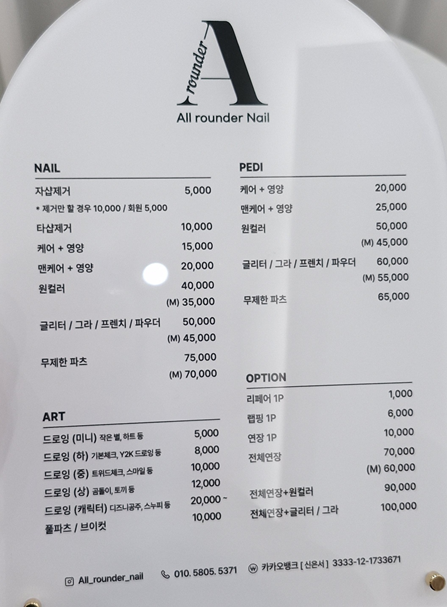 A rounder
All rounder Nail
NAIL
자샵제거 5,000
* 제거만 할 경우 10,000 / 회원 5,000
타샵제거 10,000
케어 + 영양 15,000
맨케어 + 영양 20,000
원컬러 40,000
(M) 35,000
글리터 / 그라 / 프렌치 / 파우더 50,000
(M) 45,000
무제한 파츠 75,000
(M) 70,000
ART
드로잉 (미니) 작은 별, 하트 등 5,000
드로잉 (하) 기본체크, Y2K 드로잉 등 8,000
드로잉 (중) 트위드체크, 스마일 등 10,000
드로잉 (상) 곰돌이, 토끼 등 12,000
드로잉 (캐릭터) 디즈니공주, 스누피 등 20,000 ~
풀파츠 / 브이컷 10,000
PEDI
케어 + 영양 20,000
맨케어 + 영양 25,000
원컬러 50,000
(M) 45,000
글리터 / 그라 / 프렌치 / 파우더 60,000
(M) 55,000
무제한 파츠 65,000
OPTION
리페어 1P 1,000
랩핑 1P 6,000
연장 1P 10,000
전체연장 70,000
(M) 60,000
전체연장+원컬러 90,000
전체연장+글리터 / 그라 100,000
All_rounder_nail 010. 5805. 5371 W 카카오뱅크 [ 신은서 ] 3333-12-1733671